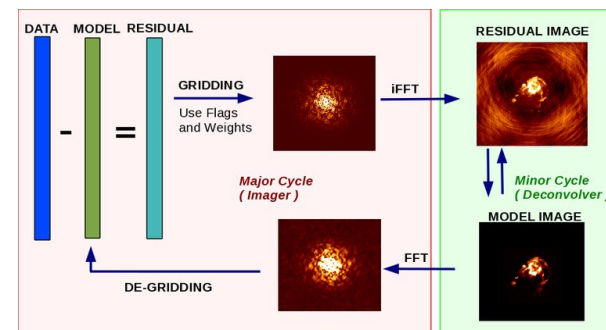 DATA MODEL RESIDUAL
RESIDUAL IMAGE
-
=
GRIDDING
Use Flags
and Weights
iFFT
Major Cycle
( Imager )
Minor Cycle
( Deconvolver )
MODEL IMAGE
FFT
DE-GRIDDING